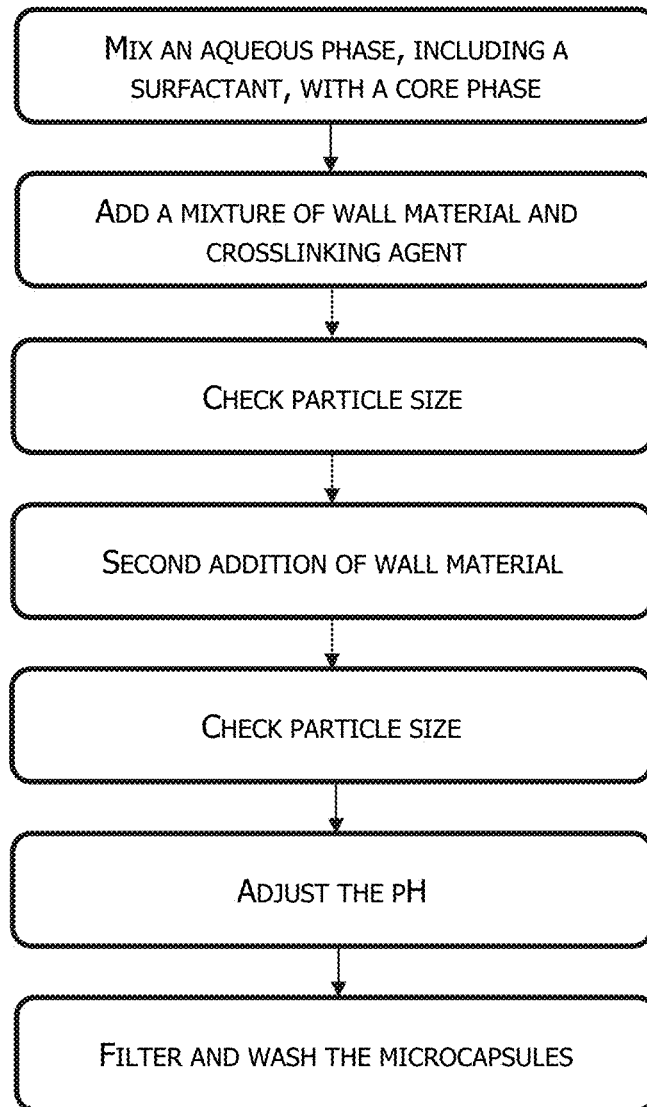 MIX AN AQUEOUS PHASE, INCLUDING A
SURFACTANT, WITH A CORE PHASE
ADD A MIXTURE OF WALL MATERIAL AND
CROSSLINKING AGENT
CHECK PARTICLE SIZE
SECOND ADDITION OF WALL MATERIAL
CHECK PARTICLE SIZE
ADJUST THE PH
FILTER AND WASH THE MICROCAPSULES